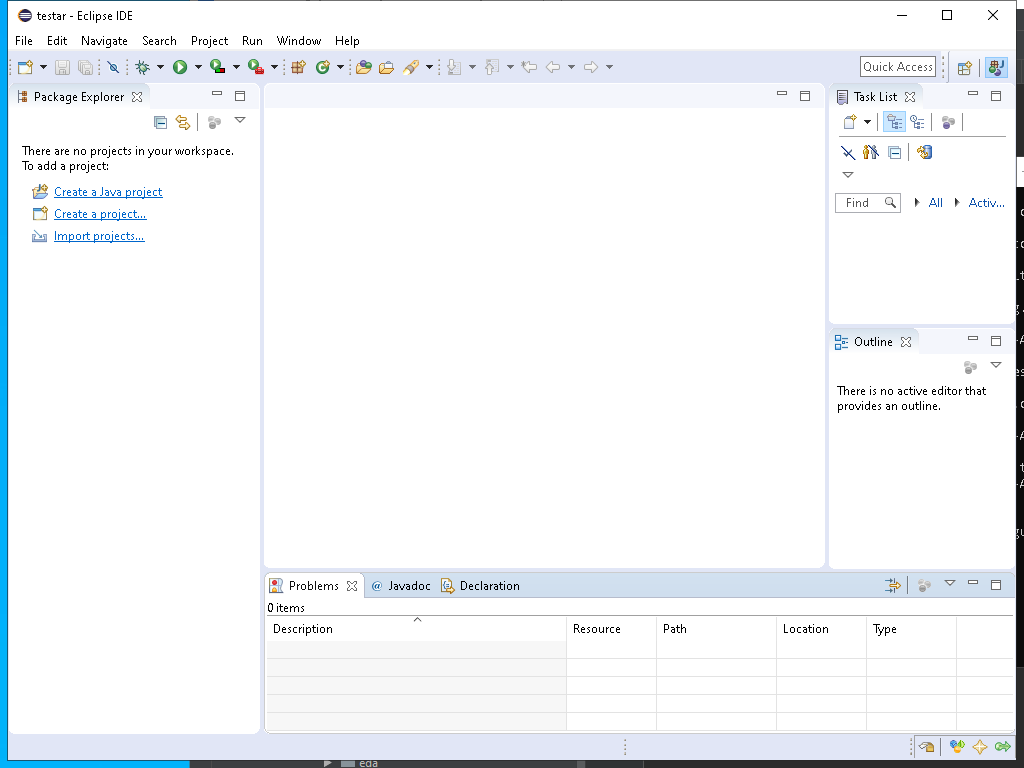 testar - Eclipse IDE
File Edit Navigate Search Project Run Window Help
Quick Access
Package Explorer
Task List
There are no projects in your workspace.
To add a project:
Create a Java project
Create a project...
Import projects...
Find All Activ...
Outline
There is no active editor that
provides an outline.
Problems @ Javadoc Declaration
0 items
Description Resource Path Location Type
eda